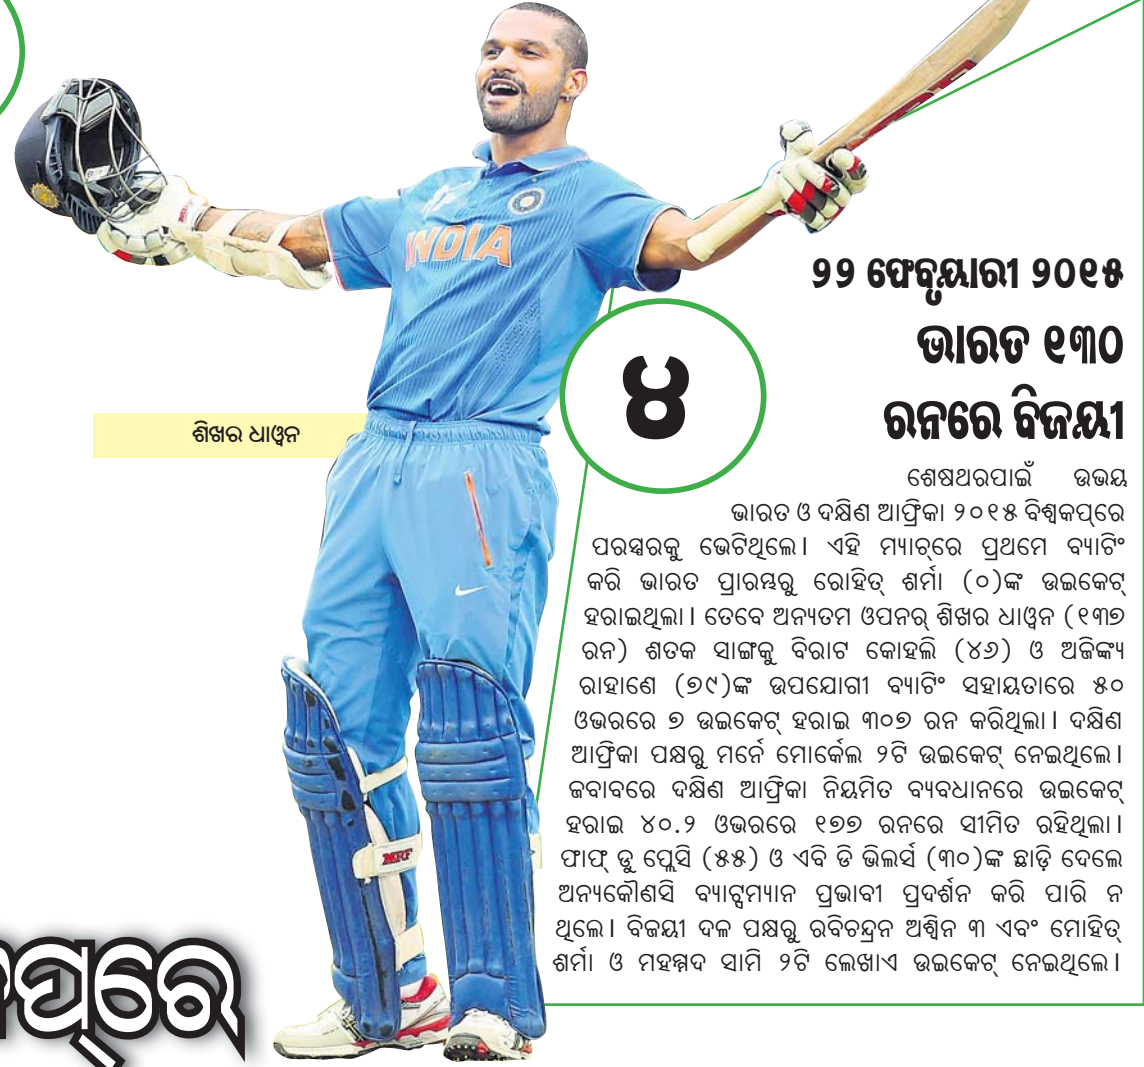 INDIA
୨୨ ଫେବୃୟାରୀ ୨୦୧୫
ଭାରତ ୧୩୦
ରନରେ ବିଜୟୀ
୪
ଶିଖର ଧାୱନ
ଶେଷଥରପାଇଁ ଉଭୟ
ଭାରତ ଓ ଦକ୍ଷିଣ ଆଫ୍ରିକା ୨୦୧୫ ବିଶ୍ୱକପ୍‌ରେ
ପରସ୍ପରକୁ ଭେଟିଥିଲେ। ଏହି ମ୍ୟାଚ୍‌ରେ ପ୍ରଥମେ ବ୍ୟାଟିଂ
କରି ଭାରତ ପ୍ରାରମ୍ଭରୁ ରୋହିତ୍ ଶର୍ମା (୦)ଙ୍କ ଉଇକେଟ୍
ହରାଇଥିଲା। ତେବେ ଅନ୍ୟତମ ଓପନର୍ ଶିଖର ଧାୱନ (୧୩୭
ରନ) ଶତକ ସାଙ୍ଗକୁ ବିରାଟ କୋହଲି (୪୬) ଓ ଅଜିଙ୍କ୍ୟ
ରାହାଣେ (୭୯)ଙ୍କ ଉପଯୋଗୀ ବ୍ୟାଟିଂ ସହାୟତାରେ ୫୦
ଓଭରରେ ୭ ଉଇକେଟ୍ ହରାଇ ୩୦୭ ରନ କରିଥିଲା। ଦକ୍ଷିଣ
ଆଫ୍ରିକା ପକ୍ଷରୁ ମର୍ନେ ମୋର୍କେଲ ୨ଟି ଉଇକେଟ୍ ନେଇଥିଲେ।
ଜବାବରେ ଦକ୍ଷିଣ ଆଫ୍ରିକା ନିୟମିତ ବ୍ୟବଧାନରେ ଉଇକେଟ୍
ହରାଇ ୪୦.୨ ଓଭରରେ ୧୭୭ ରନରେ ସୀମିତ ରହିଥିଲା।
ଫାଫ୍ ଡୁ ପ୍ଲେସି (୫୫) ଓ ଏବି ଡି ଭିଲର୍ସ (୩୦)ଙ୍କ ଛାଡ଼ି ଦେଲେ
ଅନ୍ୟକୌଣସି ବ୍ୟାଟ୍ସମ୍ୟାନ ପ୍ରଭାବୀ ପ୍ରଦର୍ଶନ କରି ପାରି ନ
ଥିଲେ। ବିଜୟୀ ଦଳ ପକ୍ଷରୁ ରବିଚନ୍ଦ୍ରନ ଅଶ୍ୱିନ ୩ ଏବଂ ମୋହିତ୍
ଶର୍ମା ଓ ମହମ୍ମଦ ସାମି ୨ଟି ଲେଖାଏ ଉଇକେଟ୍ ନେଇଥିଲେ।
ପ୍‌ରେ
MRF